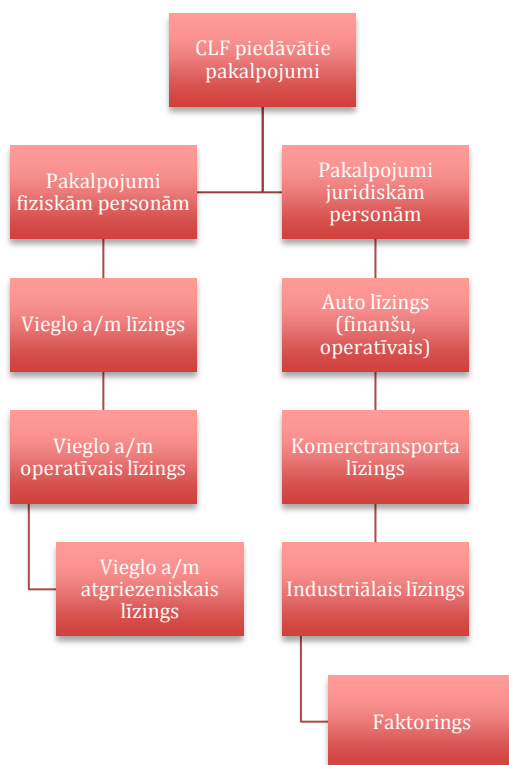 CLF piedāvātie
pakalpojumi
Pakalpojumi
fiziskām personām
Pakalpojumi
juridiskām
personām
Vieglo a/m līzings
Auto līzings
(finanšu,
operatīvais)
Vieglo a/m
operatīvais līzings
Komerctransporta
līzings
Vieglo a/m
atgriezeniskais
līzings
Industriālais līzings
Faktorings